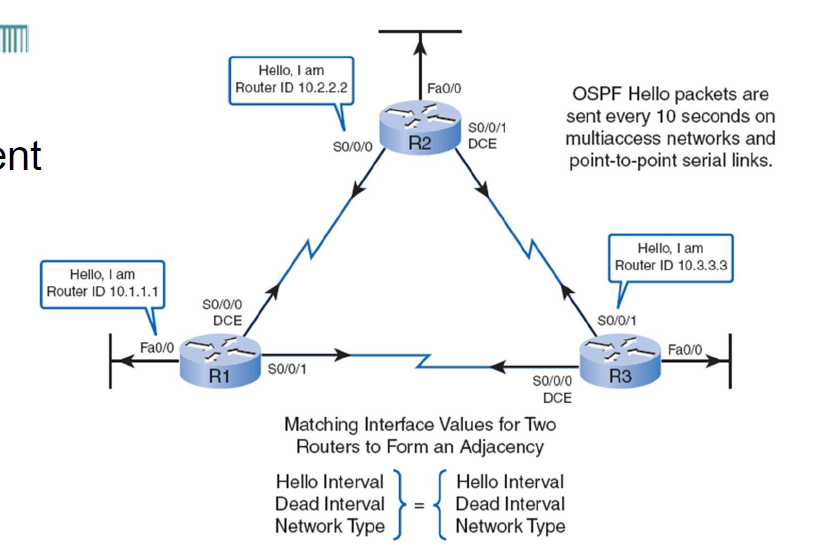 ent
Hello, I am
Router ID 10.2.2.2
Fa0/0
OSPF Hello packets are
sent every 10 seconds on
multiaccess networks and
point-to-point serial links.
S0/0/0
R2
S0/0/1
DCE
Hello, I am
Router ID 10.1.1.1
Hello, I am
Router ID 10.3.3.3
S0/0/0
DCE
S0/0/1
Fa0/0
R1
S0/0/1
S0/0/0
DCE
R3
Fa0/0
Matching Interface Values for Two
Routers to Form an Adjacency
Hello Interval
Dead Interval
Network Type
=
Hello Interval
Dead Interval
Network Type